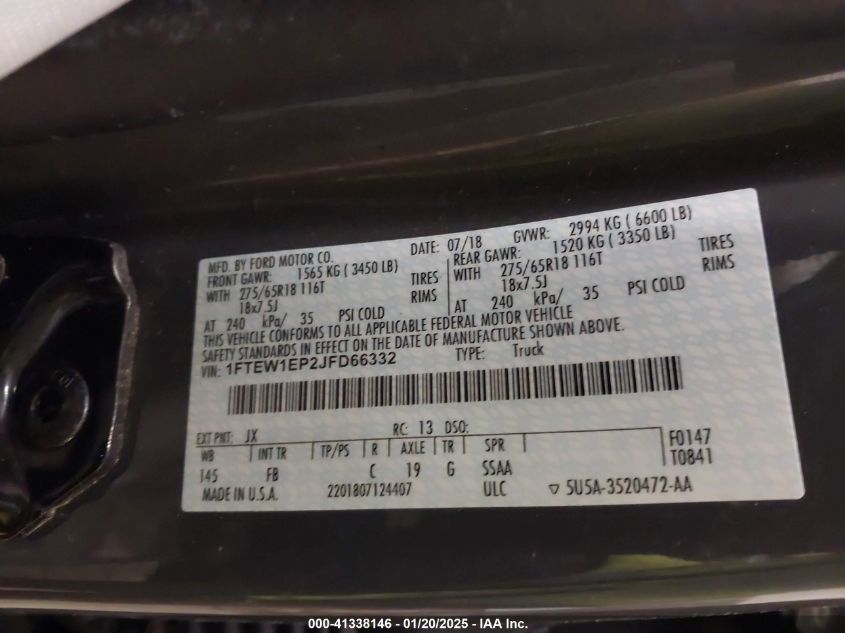 MFD. BY FORD MOTOR CO. DATE: 07/18 GVWR: 2994 KG ( 6600 LB)
FRONT GAWR: 1565 KG ( 3450 LB) REAR GAWR: 1520 KG ( 3350 LB)
WITH 275/65R18 116T TIRES WITH 275/65R18 116T TIRES
18x7.5J RIMS 18x7.5J RIMS
AT 240 kPa/ 35 PSI COLD AT 240 kPa/ 35 PSI COLD
THIS VEHICLE CONFORMS TO ALL APPLICABLE FEDERAL MOTOR VEHICLE
SAFETY STANDARDS IN EFFECT ON THE DATE OF MANUFACTURE SHOWN ABOVE.
VIN: 1FTEW1EP2JFD66332 TYPE: Truck
EXT PNT: JX RC: 13 DSO: F0147
WB INT TR TP/PS R AXLE TR SPR T0841
145 FB C 19 G SSAA
MADE IN U.S.A. 2201807124407 ULC ▽ 5U5A-3520472-AA
000-41338146 - 01/20/2025 - IAA Inc.